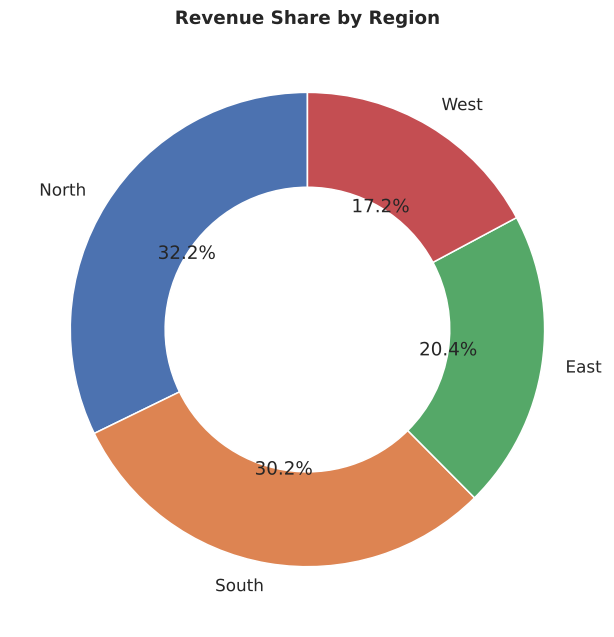 Revenue Share by Region
West
North
17.2%
32.2%
20.4%
East
30.2%
South